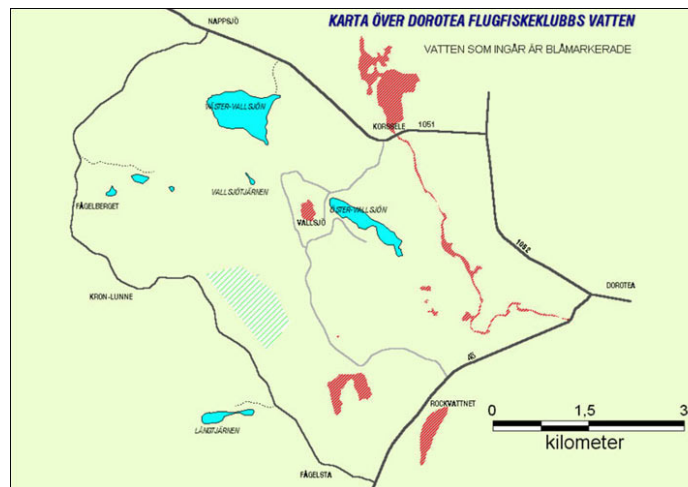 KARTA ÖVER DOROTEA FLUGFISKEKLUBBS VATTEN
NAPPSJÖ
VATTEN SOM INGÅR ÄR BLÅMARKERADE
VÄSTER-VALLSJÖN
KORSSELE
1051
VALLSJÖTJÄRNEN
FÅGELBERGET
ÖSTER-VALLSJÖN
VALLSJÖ
1052
DOROTEA
KRON-LUNNE
45
ROCKVATTNET
LÅNGTJÄRNEN
FÅGELSTA
0 1,5 3
kilometer